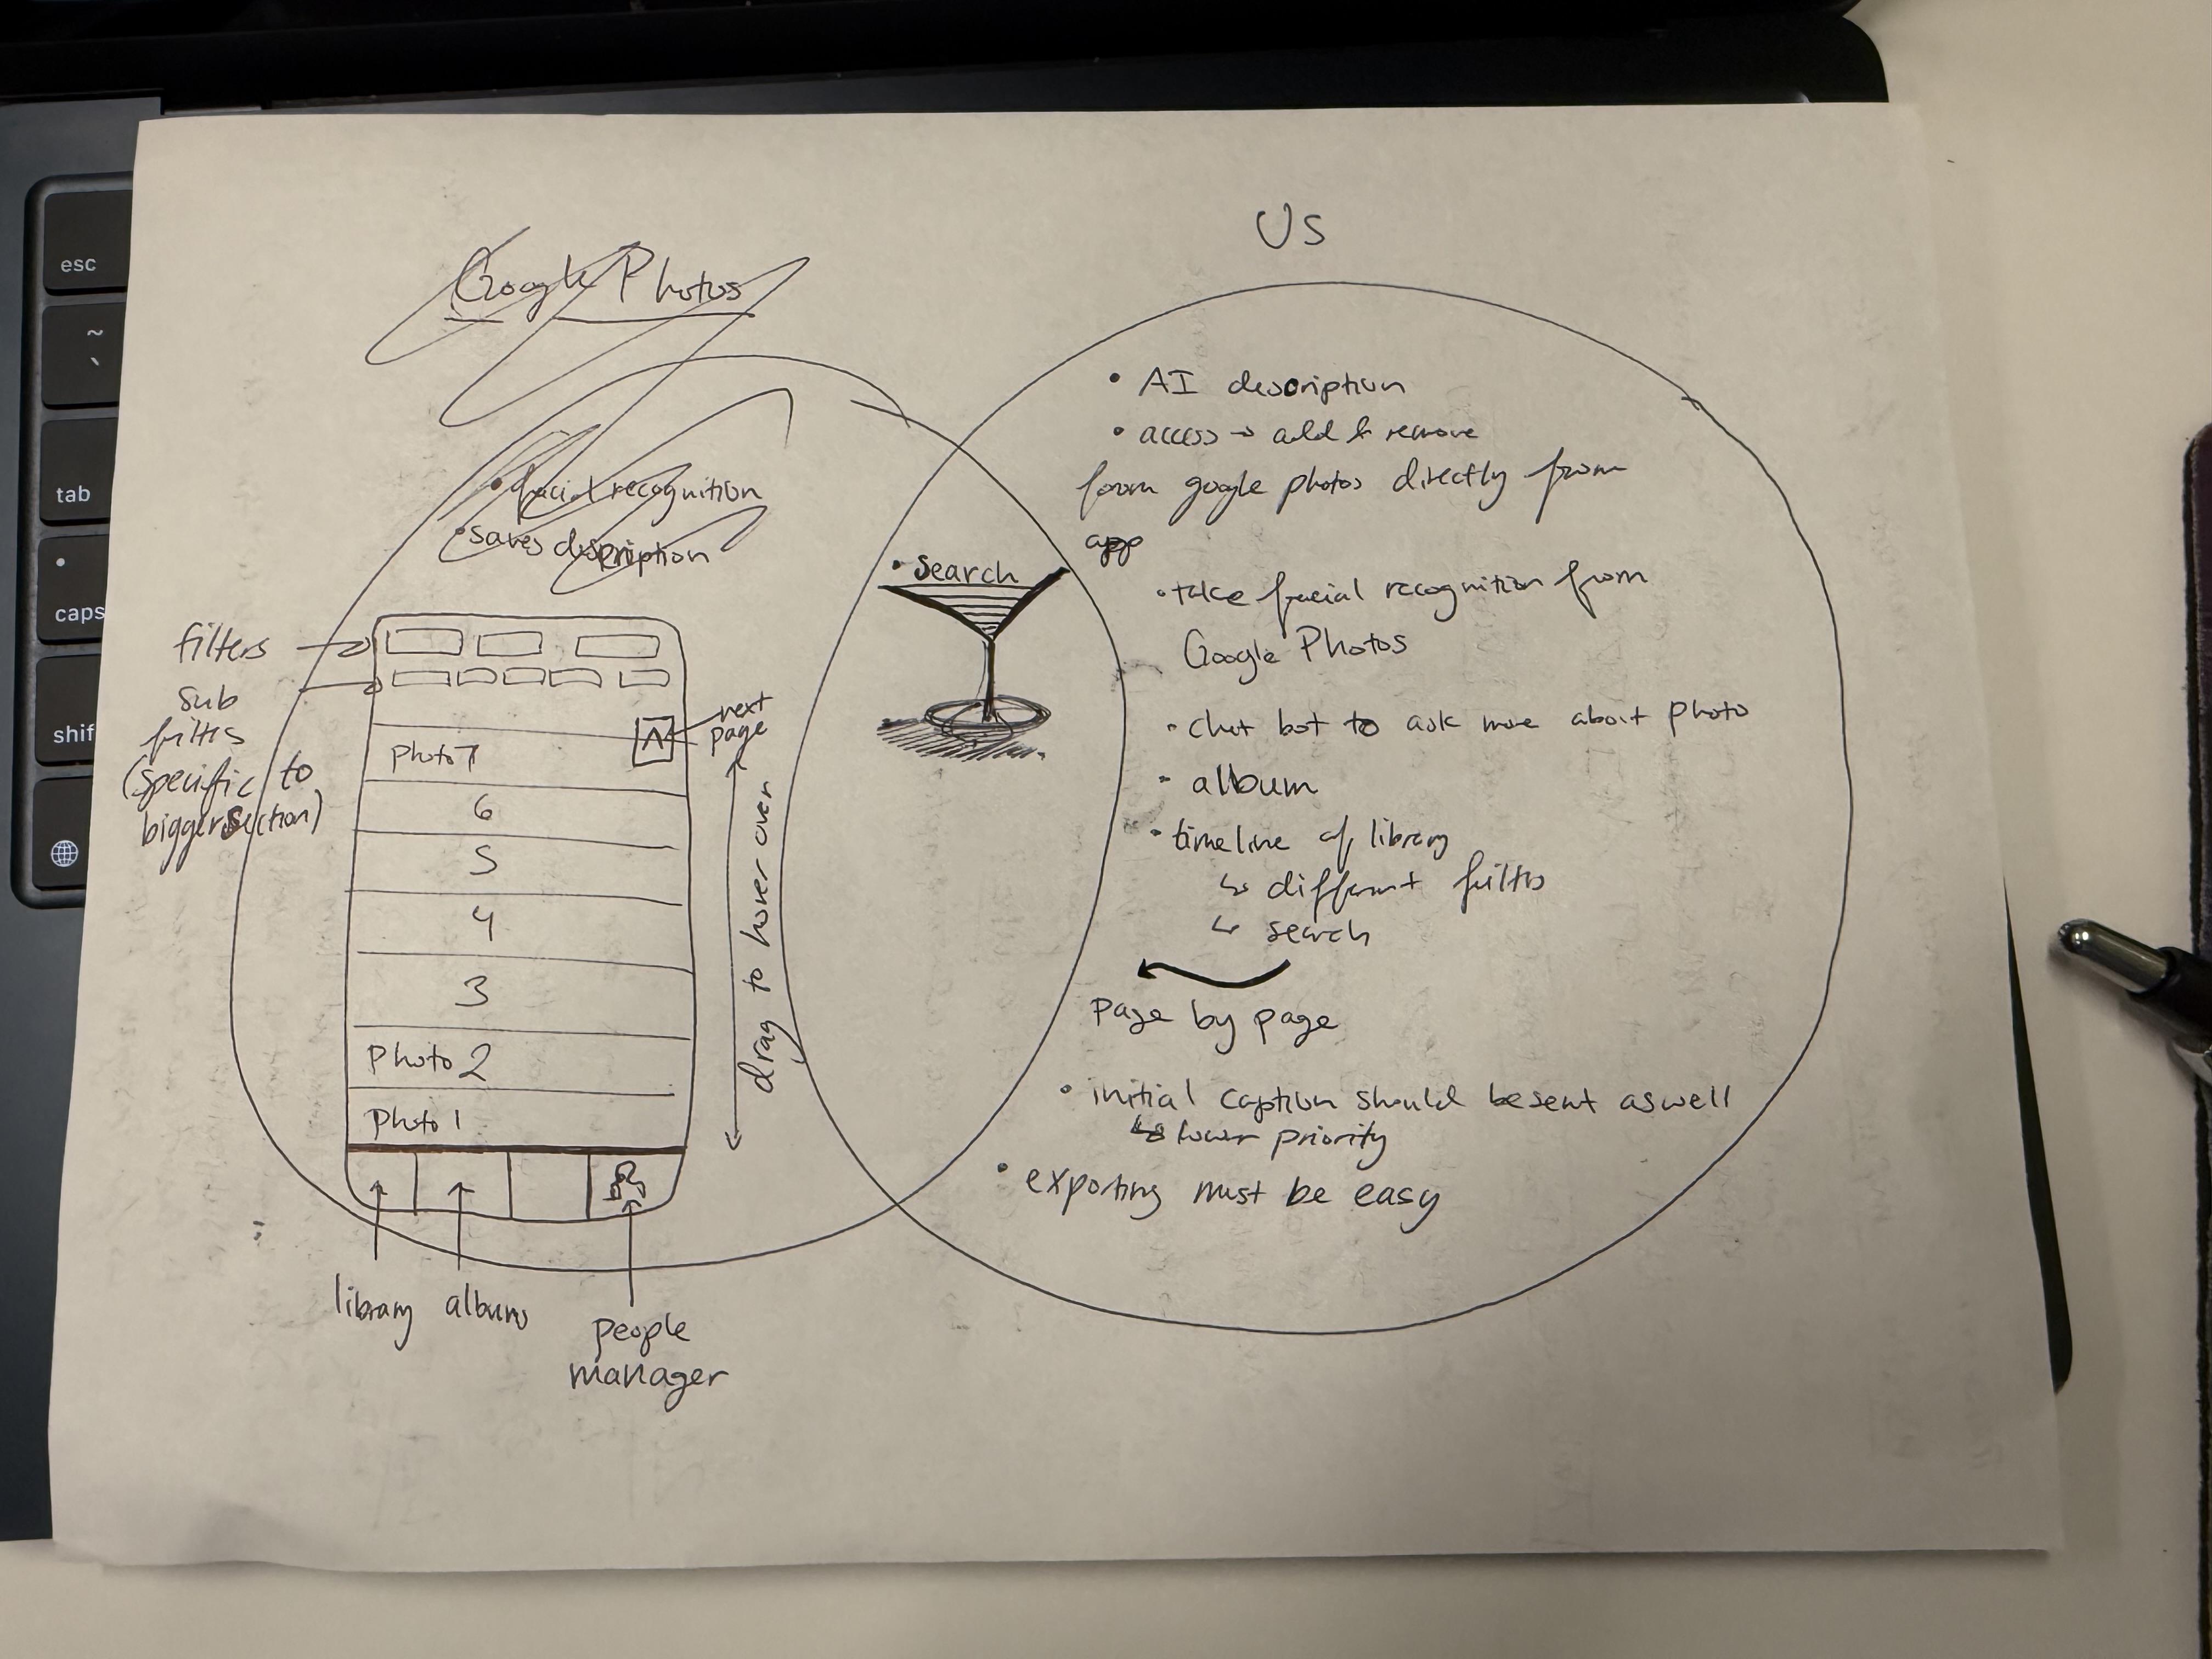 esc
~
`
tab
caps
shif
Google Photos
• facial recognition
• saves description
filters
sub
filters
(specific to
bigger section)
Photo 7
6
5
4
3
Photo 2
Photo 1
next
page
drag to hover over
library
albums
people
manager
• search
Us
• AI description
• access → add & remove
from google photos directly from
app
• take facial recognition from
Google Photos
• chat bot to ask more about photo
• album
• timeline of library
↳ different filters
↳ search
Page by page
• initial caption should be sent as well
↳ lower priority
• exporting must be easy